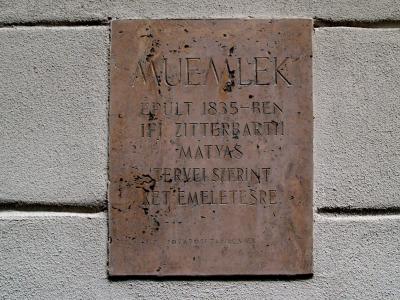 MŰEMLÉK
ÉPÜLT 1835-BEN
IFJ. ZITTERBARTH
MÁTYÁS
TERVEI SZERINT
KÉT EMELETESRE.